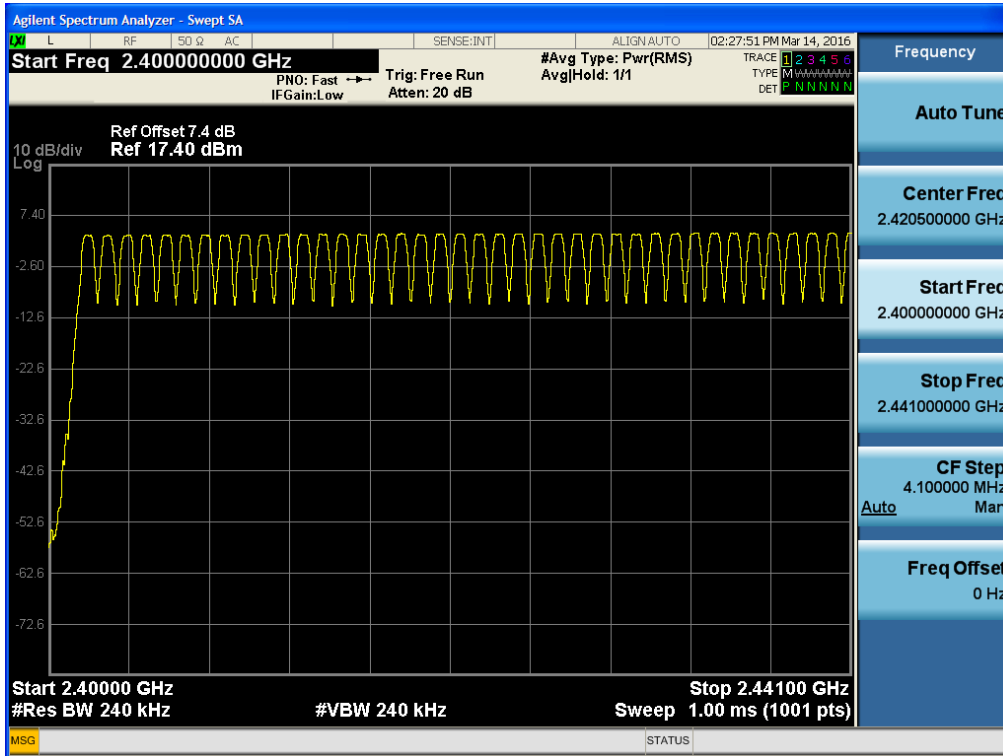 Agilent Spectrum Analyzer - Swept SA
LXI L RF 50 Ω AC SENSE:INT ALIGN AUTO 02:27:51 PM Mar 14, 2016
Start Freq 2.400000000 GHz #Avg Type: Pwr(RMS) TRACE 1 2 3 4 5 6
PNO: Fast Trig: Free Run Avg|Hold: 1/1 TYPE M WWWWW
IFGain:Low Atten: 20 dB DET P N N N N N
Ref Offset 7.4 dB
10 dB/div Ref 17.40 dBm
Log
7.40
-2.60
-12.6
-22.6
-32.6
-42.6
-52.6
-62.6
-72.6
Start 2.40000 GHz Stop 2.44100 GHz
#Res BW 240 kHz #VBW 240 kHz Sweep 1.00 ms (1001 pts)
MSG STATUS
Frequency
Auto Tune
Center Freq
2.420500000 GHz
Start Freq
2.400000000 GHz
Stop Freq
2.441000000 GHz
CF Step
4.100000 MHz
Auto Man
Freq Offset
0 Hz